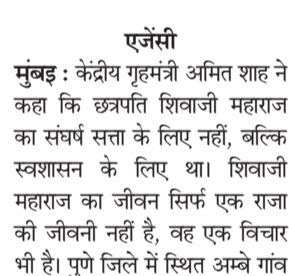 एजेंसी
मुंबइ : केंद्रीय गृहमंत्री अमित शाह ने
कहा कि छत्रपति शिवाजी महाराज
का संघर्ष सत्ता के लिए नहीं, बल्कि
स्वशासन के लिए था। शिवाजी
महाराज का जीवन सिर्फ एक राजा
की जीवनी नहीं है, वह एक विचार
भी है। पुणे जिले में स्थित अम्बे गांव